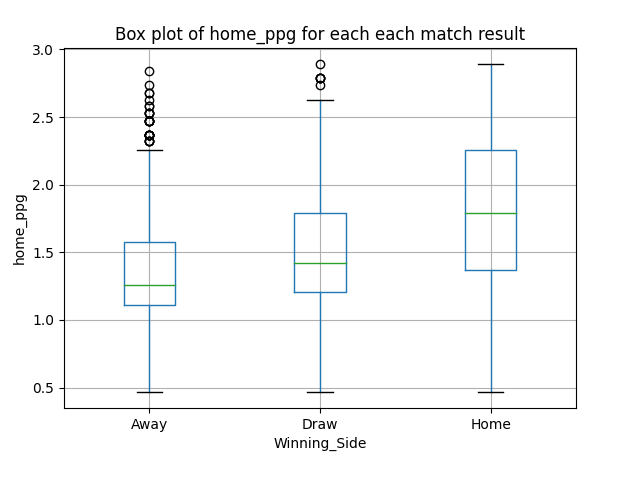 Box plot of home_ppg for each each match result
3.0
2.5
2.0
1.5
1.0
0.5
home_ppg
Away Draw Home
Winning_Side